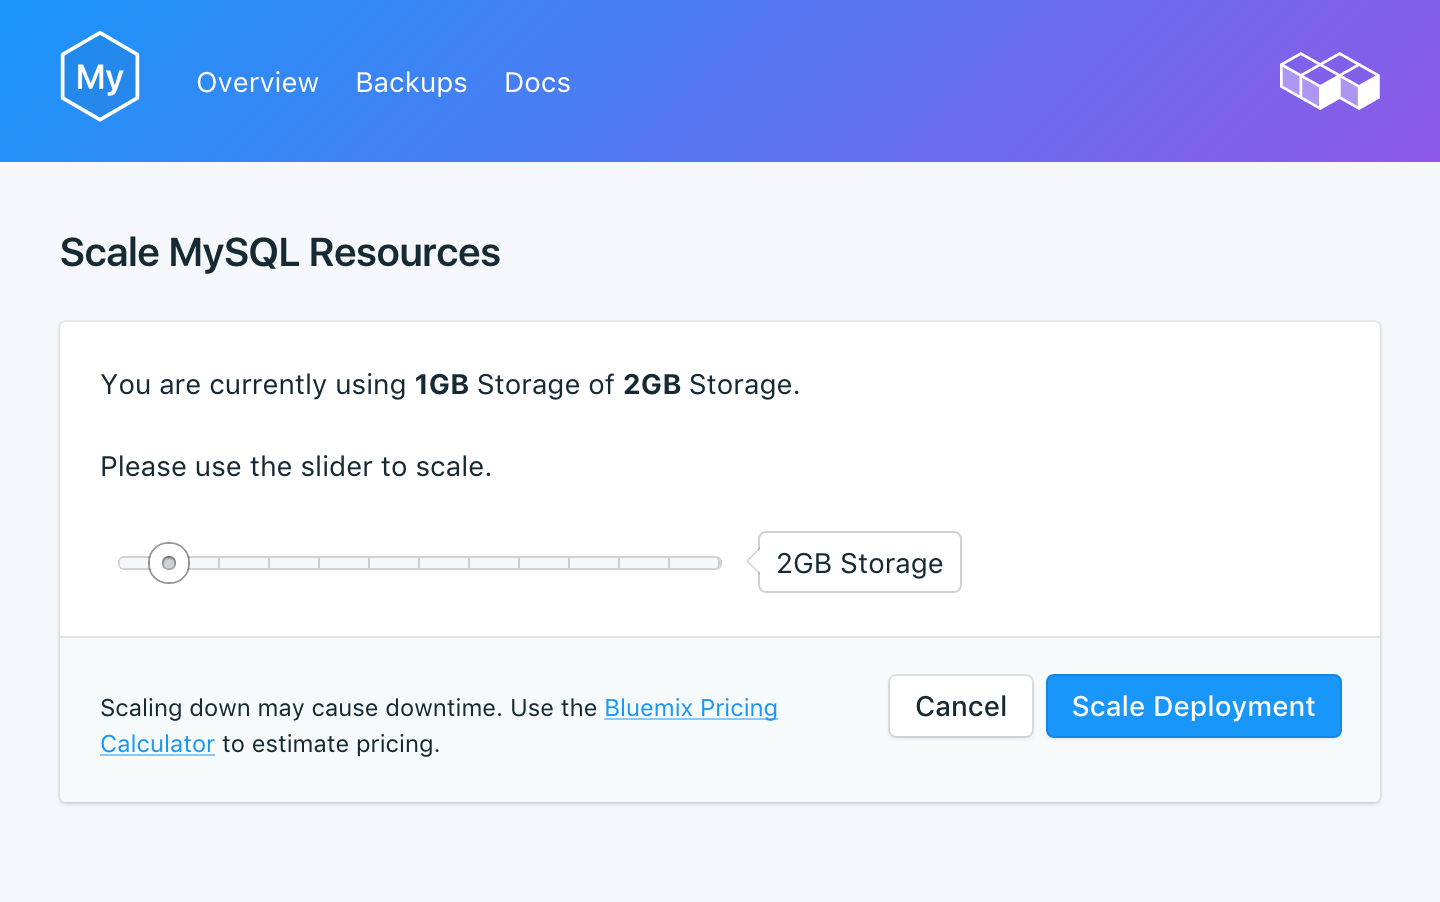 My
Overview Backups Docs
Scale MySQL Resources
You are currently using 1GB Storage of 2GB Storage.
Please use the slider to scale.
2GB Storage
Scaling down may cause downtime. Use the Bluemix Pricing
Calculator to estimate pricing.
Cancel Scale Deployment